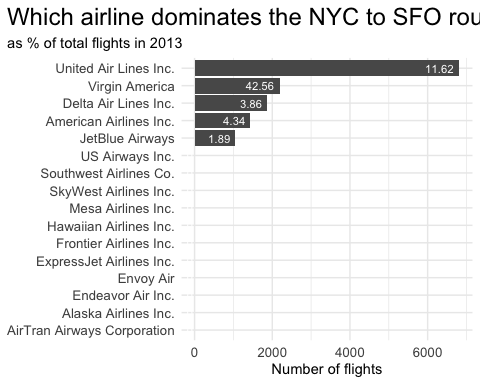 Which airline dominates the NYC to SFO rou
as % of total flights in 2013
United Air Lines Inc. 11.62
Virgin America 42.56
Delta Air Lines Inc. 3.86
American Airlines Inc. 4.34
JetBlue Airways 1.89
US Airways Inc.
Southwest Airlines Co.
SkyWest Airlines Inc.
Mesa Airlines Inc.
Hawaiian Airlines Inc.
Frontier Airlines Inc.
ExpressJet Airlines Inc.
Envoy Air
Endeavor Air Inc.
Alaska Airlines Inc.
AirTran Airways Corporation
0 2000 4000 6000
Number of flights